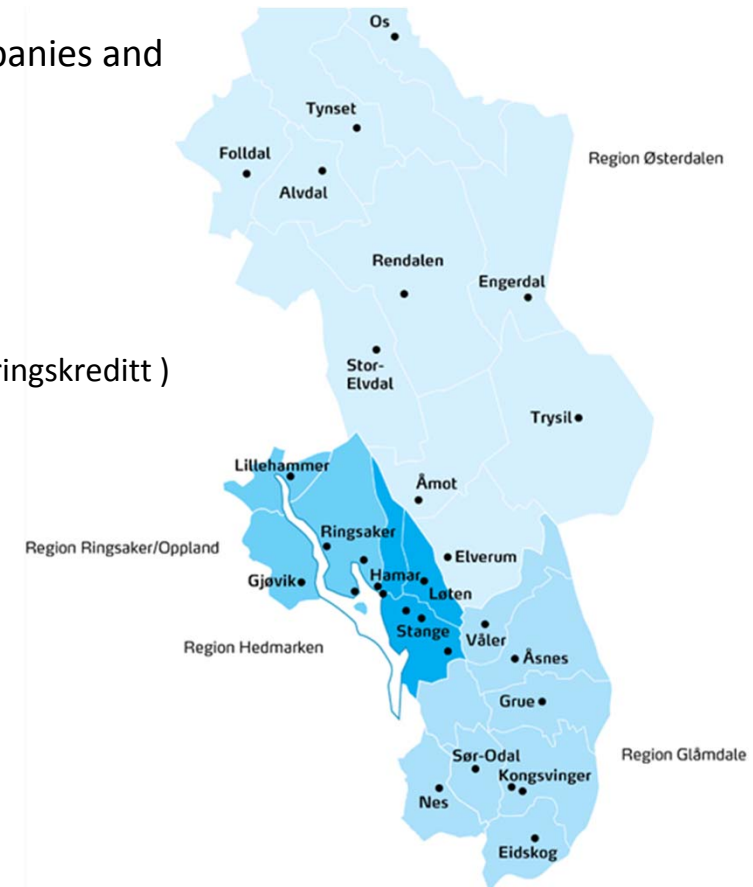 Os
panies and
Tynset
Folldal
Region Østerdalen
Alvdal
Rendalen
Engerdal
Stor-
Elvdal
ringskreditt )
Trysil
Lillehammer
Åmot
Ringsaker
Region Ringsaker/Oppland
Elverum
Gjøvik
Hamar
Løten
Stange
Våler
Region Hedmarken
Åsnes
Grue
Sør-Odal
Region Glåmdale
Kongsvinger
Nes
Eidskog